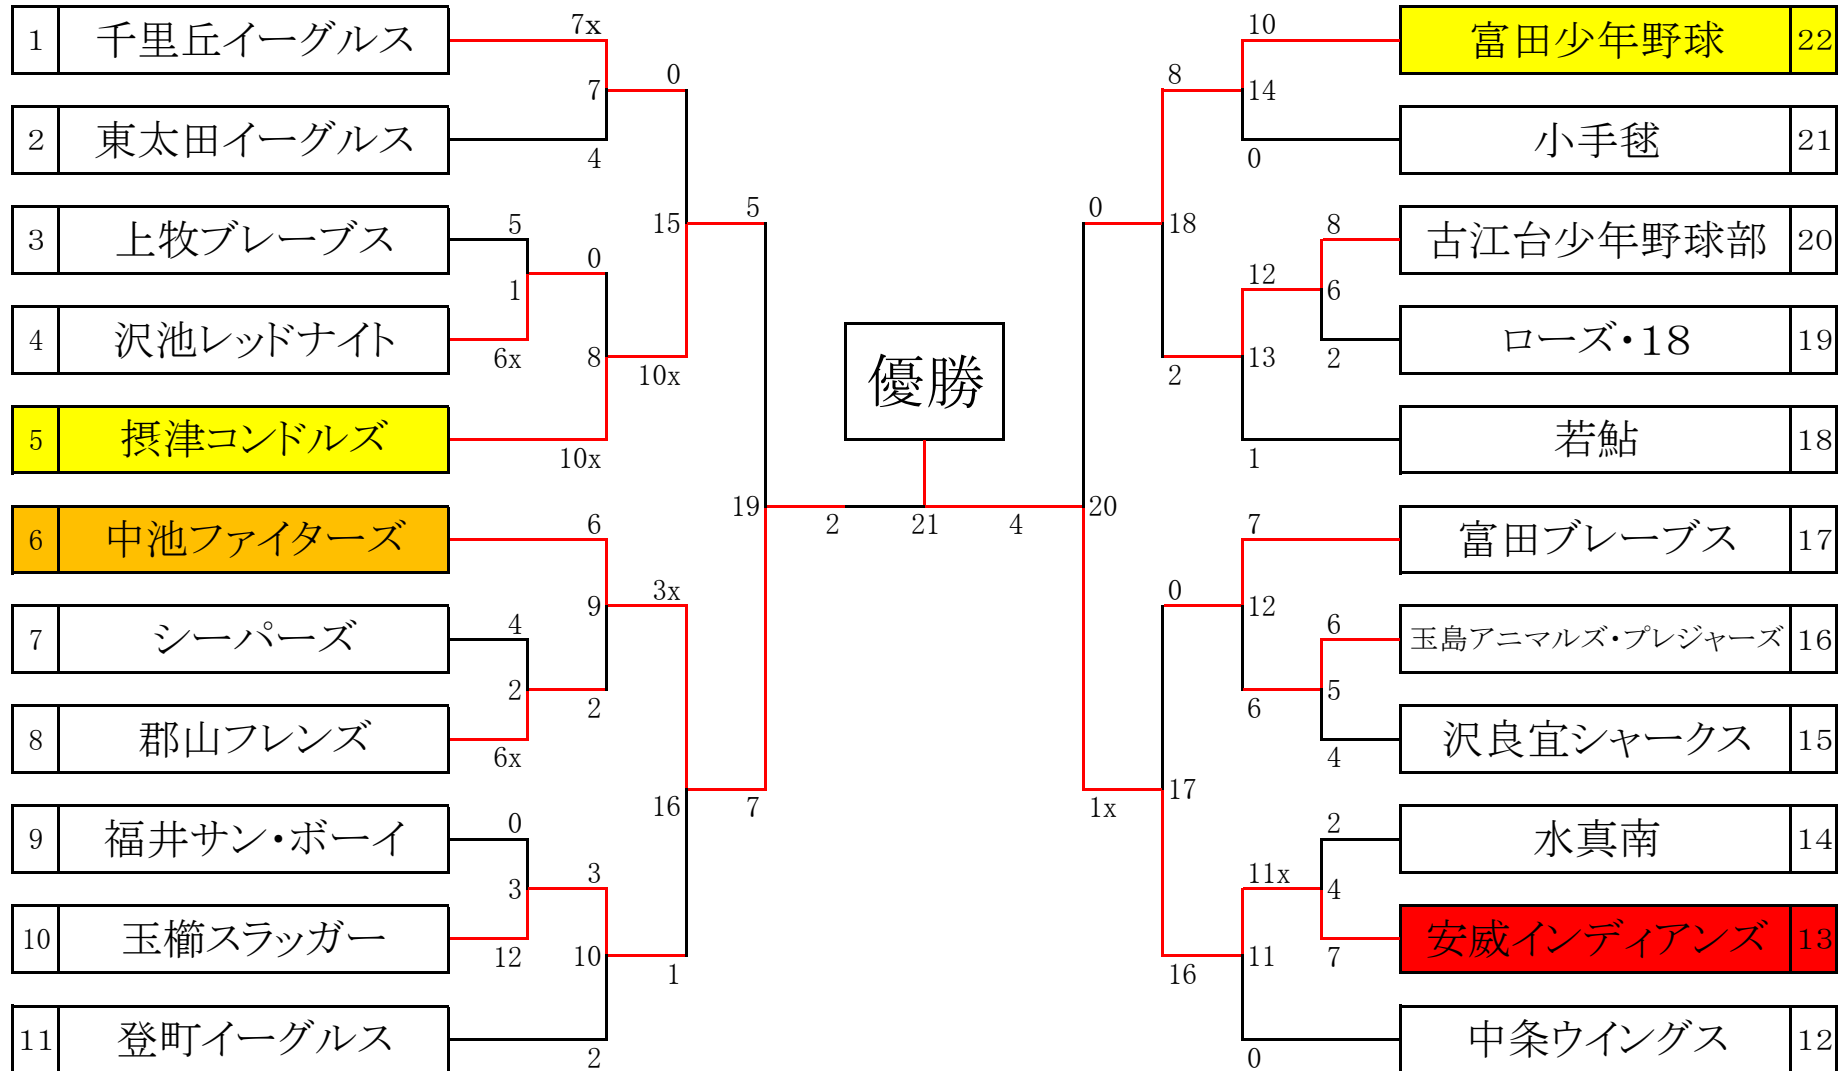 1 千里丘イーグルス
2 東太田イーグルス
3 上牧ブレーブス
4 沢池レッドナイト
5 摂津コンドルズ
6 中池ファイターズ
7 シーパーズ
8 郡山フレンズ
9 福井サン・ボーイ
10 玉櫛スラッガー
11 登町イーグルス
7x
7
4
5
1
6x
0
8
10x
0
15
10x
6
9
2
4
2
6x
0
3
12
3
10
2
3x
16
1
5
19
7
優勝
2
21
4
0
20
1x
8
18
2
10
14
0
12
13
1
8
6
2
0
17
16
7
12
6
6
5
4
11x
11
0
2
4
7
富田少年野球 22
小手毬 21
古江台少年野球部 20
ローズ・18 19
若鮎 18
富田ブレーブス 17
玉島アニマルズ・プレジャーズ 16
沢良宜シャークス 15
水真南 14
安威インディアンズ 13
中条ウイングス 12